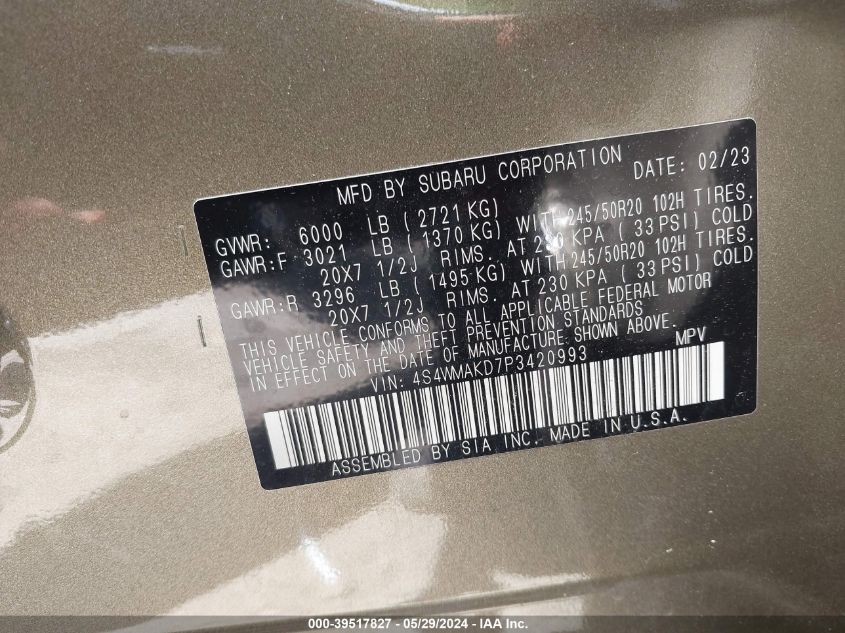 MFD BY SUBARU CORPORATION DATE: 02/23
GVWR: 6000 LB ( 2721 KG)
GAWR:F 3021 LB ( 1370 KG) WITH 245/50R20 102H TIRES.
20X7 1/2J RIMS. AT 230 KPA ( 33 PSI) COLD
GAWR:R 3296 LB ( 1495 KG) WITH 245/50R20 102H TIRES.
20X7 1/2J RIMS. AT 230 KPA ( 33 PSI) COLD
THIS VEHICLE CONFORMS TO ALL APPLICABLE FEDERAL MOTOR
VEHICLE SAFETY AND THEFT PREVENTION STANDARDS
IN EFFECT ON THE DATE OF MANUFACTURE SHOWN ABOVE.
VIN: 4S4WMAKD7P3420993 MPV
ASSEMBLED BY SIA, INC. MADE IN U.S.A.
000-39517827 - 05/29/2024 - IAA, Inc.